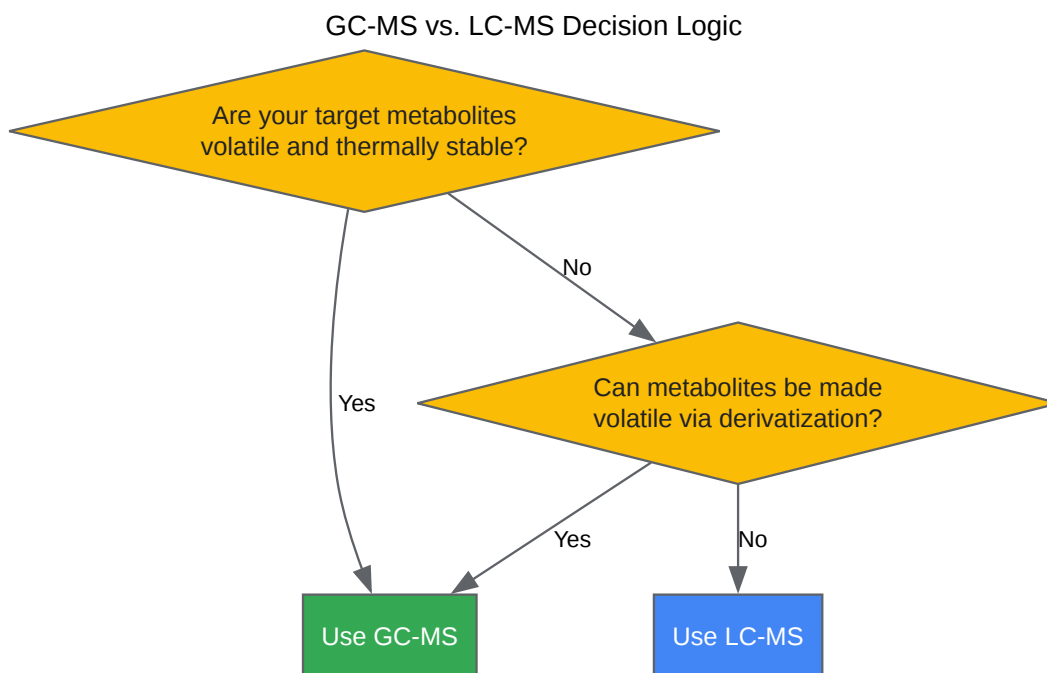 GC-MS vs. LC-MS Decision Logic
Are your target metabolites
volatile and thermally stable?
No
Yes
Can metabolites be made
volatile via derivatization?
Yes
No
Use GC-MS
Use LC-MS